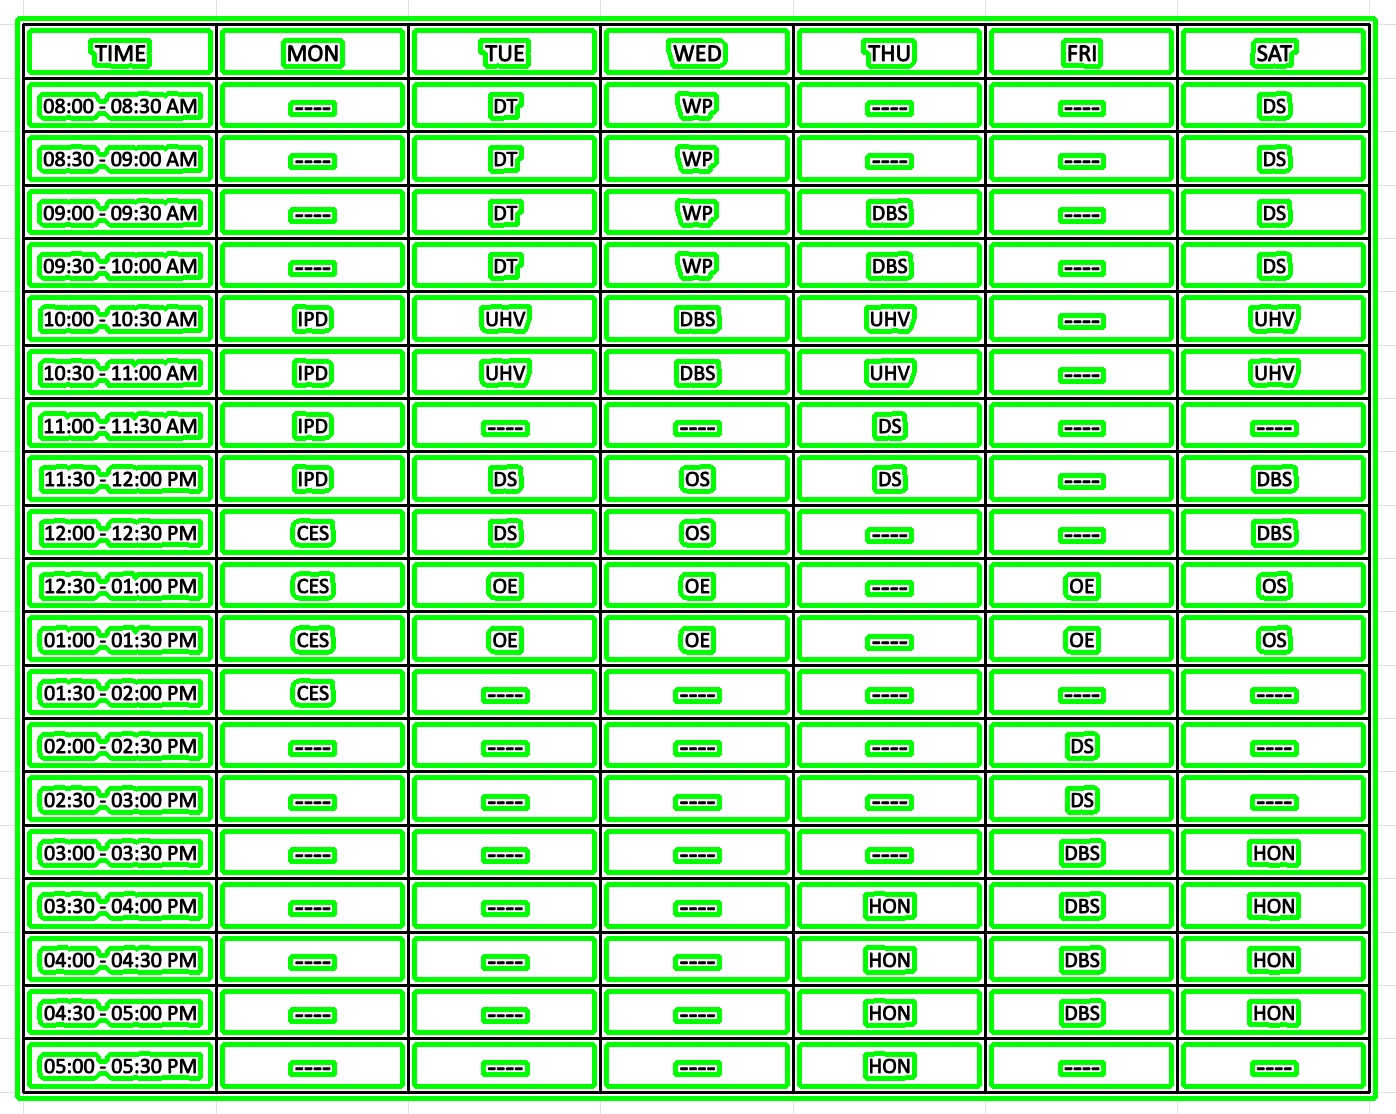 TIME MON TUE WED THU FRI SAT
08:00 - 08:30 AM ---- DT WP ---- ---- DS
08:30 - 09:00 AM ---- DT WP ---- ---- DS
09:00 - 09:30 AM ---- DT WP DBS ---- DS
09:30 - 10:00 AM ---- DT WP DBS ---- DS
10:00 - 10:30 AM IPD UHV DBS UHV ---- UHV
10:30 - 11:00 AM IPD UHV DBS UHV ---- UHV
11:00 - 11:30 AM IPD ---- ---- DS ---- ----
11:30 - 12:00 PM IPD DS OS DS ---- DBS
12:00 - 12:30 PM CES DS OS ---- ---- DBS
12:30 - 01:00 PM CES OE OE ---- OE OS
01:00 - 01:30 PM CES OE OE ---- OE OS
01:30 - 02:00 PM CES ---- ---- ---- ---- ----
02:00 - 02:30 PM ---- ---- ---- ---- DS ----
02:30 - 03:00 PM ---- ---- ---- ---- DS ----
03:00 - 03:30 PM ---- ---- ---- ---- DBS HON
03:30 - 04:00 PM ---- ---- ---- HON DBS HON
04:00 - 04:30 PM ---- ---- ---- HON DBS HON
04:30 - 05:00 PM ---- ---- ---- HON DBS HON
05:00 - 05:30 PM ---- ---- ---- HON ---- ----